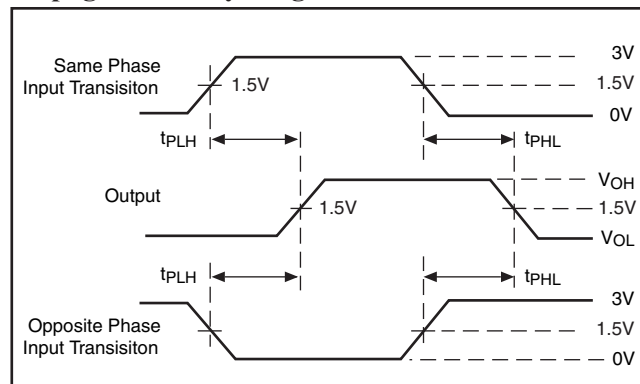 Same Phase
Input Transisiton
1.5V
3V
1.5V
0V
tPLH
tPHL
Output
1.5V
VOH
1.5V
VOL
tPLH
tPHL
Opposite Phase
Input Transisiton
3V
1.5V
0V